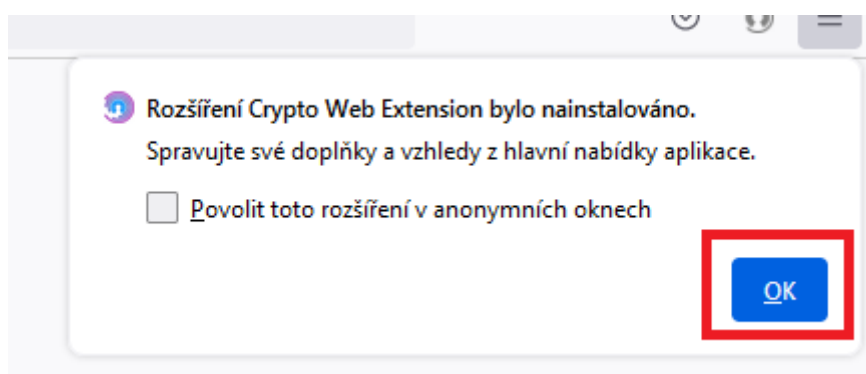 Rozšíření Crypto Web Extension bylo nainstalováno.
Spravujte své doplňky a vzhledy z hlavní nabídky aplikace.
Povolit toto rozšíření v anonymních oknech
OK